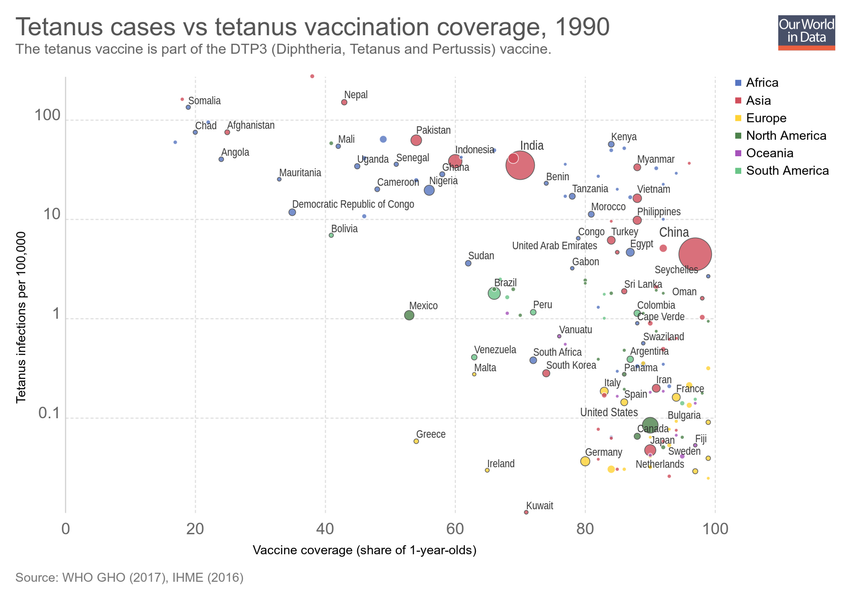 Tetanus cases vs tetanus vaccination coverage, 1990
The tetanus vaccine is part of the DTP3 (Diphtheria, Tetanus and Pertussis) vaccine.
Our World
in Data
Africa
Asia
Europe
North America
Oceania
South America
Tetanus infections per 100,000
100
10
1
0.1
Nepal
Somalia
Chad
Afghanistan
Angola
Mali
Pakistan
India
Kenya
Indonesia
Uganda
Senegal
Ghana
Myanmar
Mauritania
Cameroon
Nigeria
Benin
Tanzania
Vietnam
Democratic Republic of Congo
Morocco
Philippines
Bolivia
Congo
Turkey
China
United Arab Emirates
Egypt
Sudan
Gabon
Seychelles
Brazil
Sri Lanka
Oman
Mexico
Peru
Colombia
Cape Verde
Vanuatu
Swaziland
Venezuela
South Africa
Argentina
Malta
South Korea
Panama
Italy
Iran
Spain
France
United States
Bulgaria
Greece
Canada
Japan
Fiji
Germany
Sweden
Ireland
Netherlands
Kuwait
0
20
40
60
80
100
Vaccine coverage (share of 1-year-olds)
Source: WHO GHO (2017), IHME (2016)